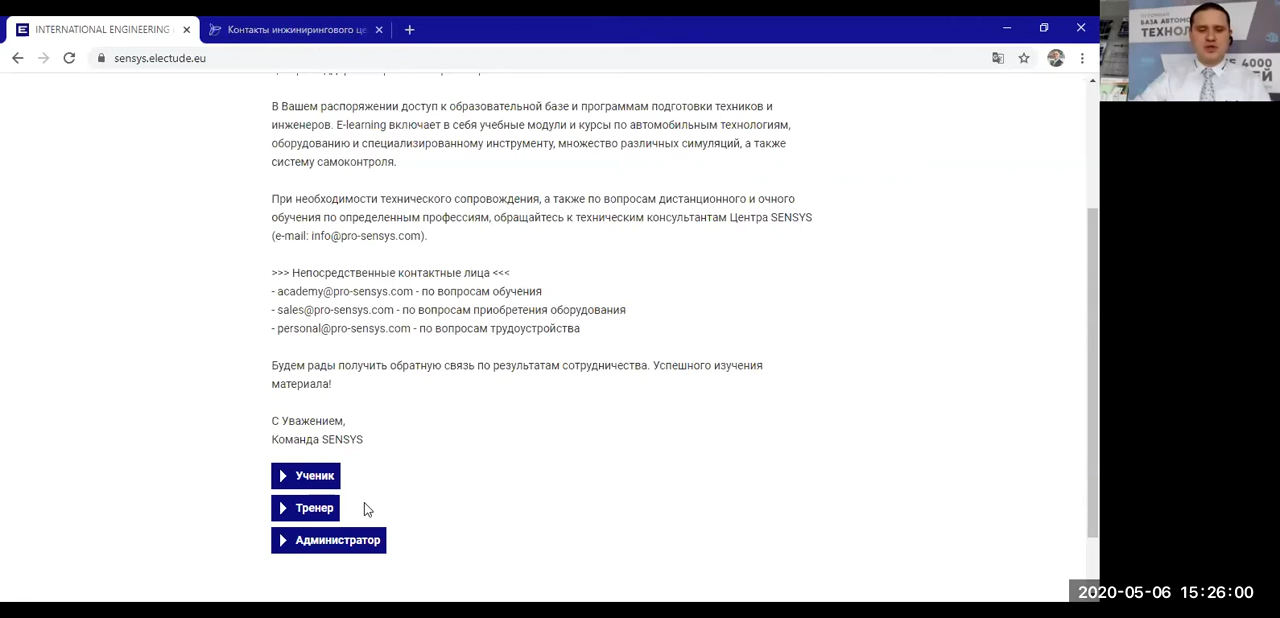 INTERNATIONAL ENGINEERING
Контакты инжинирингового це
sensys.electude.eu
В Вашем распоряжении доступ к образовательной базе и программам подготовки техников и
инженеров. E-learning включает в себя учебные модули и курсы по автомобильным технологиям,
оборудованию и специализированному инструменту, множество различных симуляций, а также
систему самоконтроля.
При необходимости технического сопровождения, а также по вопросам дистанционного и очного
обучения по определенным профессиям, обращайтесь к техническим консультантам Центра SENSYS
(e-mail: info@pro-sensys.com).
>>> Непосредственные контактные лица <<<
- academy@pro-sensys.com - по вопросам обучения
- sales@pro-sensys.com - по вопросам приобретения оборудования
- personal@pro-sensys.com - по вопросам трудоустройства
Будем рады получить обратную связь по результатам сотрудничества. Успешного изучения
материала!
С Уважением,
Команда SENSYS
Ученик
Тренер
Администратор
БАЗА АВТОМО
ТЕХНОЛ
4000
2020-05-06 15:26:00